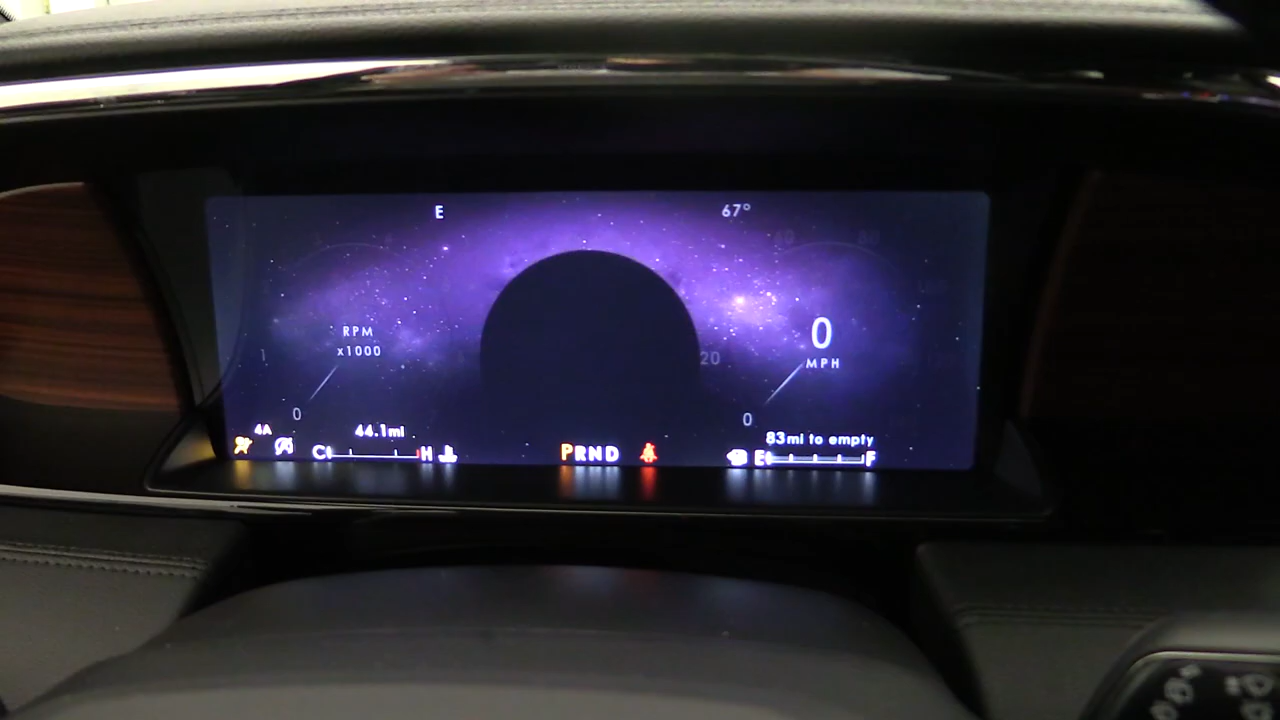 E
67°
RPM
x1000
1
0
20
0
MPH
0
4A
44.1mi
C
H
PRND
83mi to empty
E
F